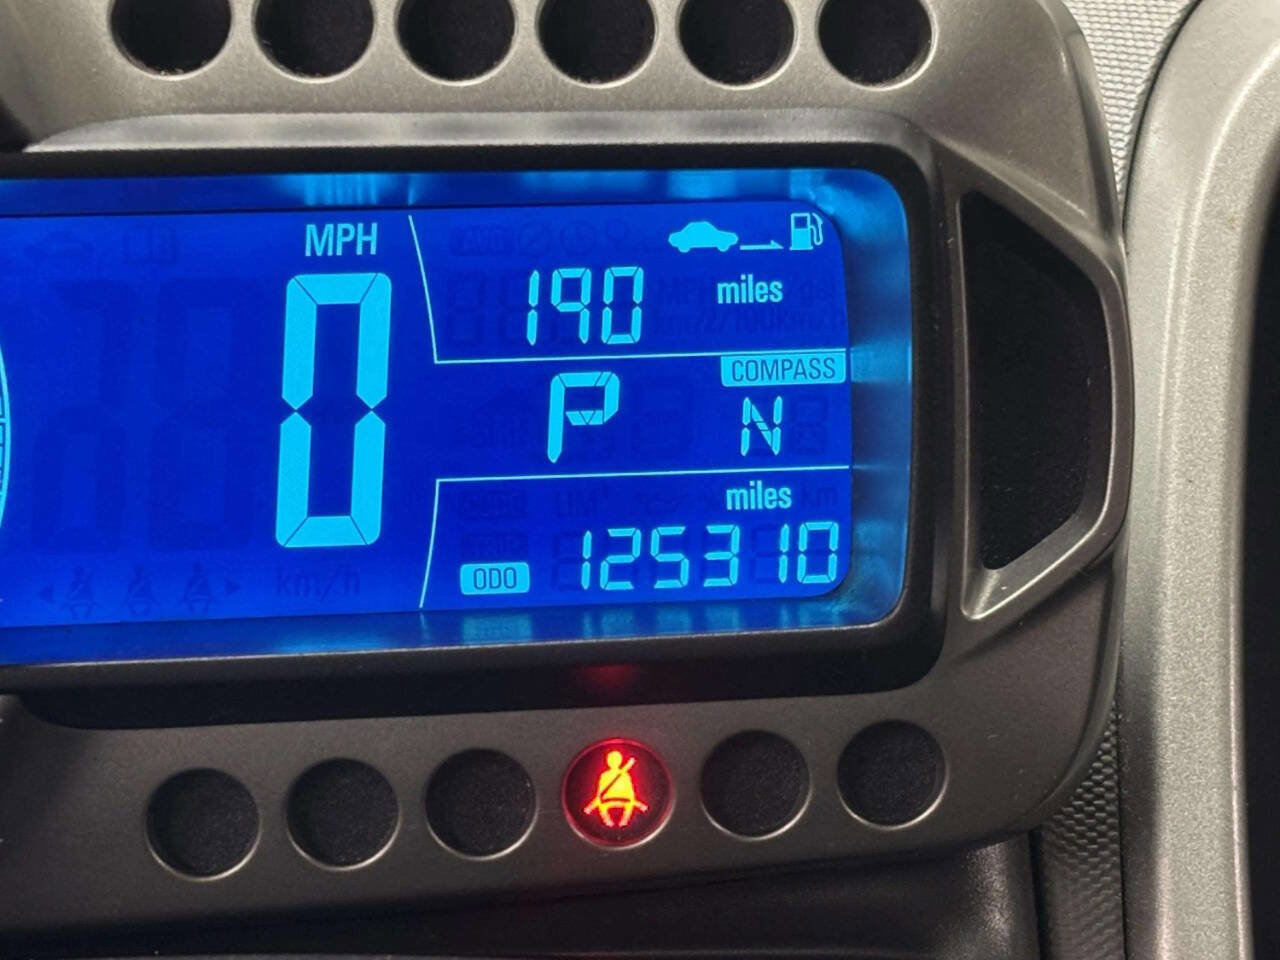 MPH
0
190 miles
COMPASS
P N
miles
ODO 125310
km/h